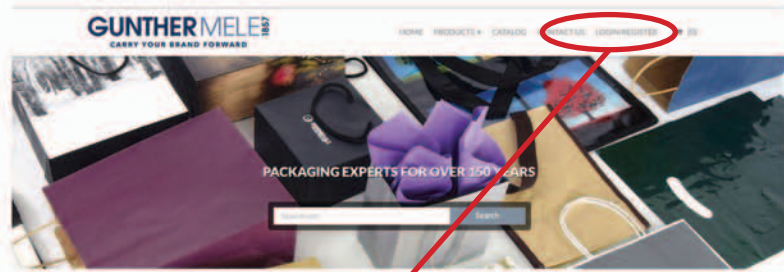 GUNTHER MELE 1857
CARRY YOUR BRAND FORWARD
HOME PRODUCTS + CATALOG CONTACT US LOGIN/REGISTER
PACKAGING EXPERTS FOR OVER 150 YEARS
Search